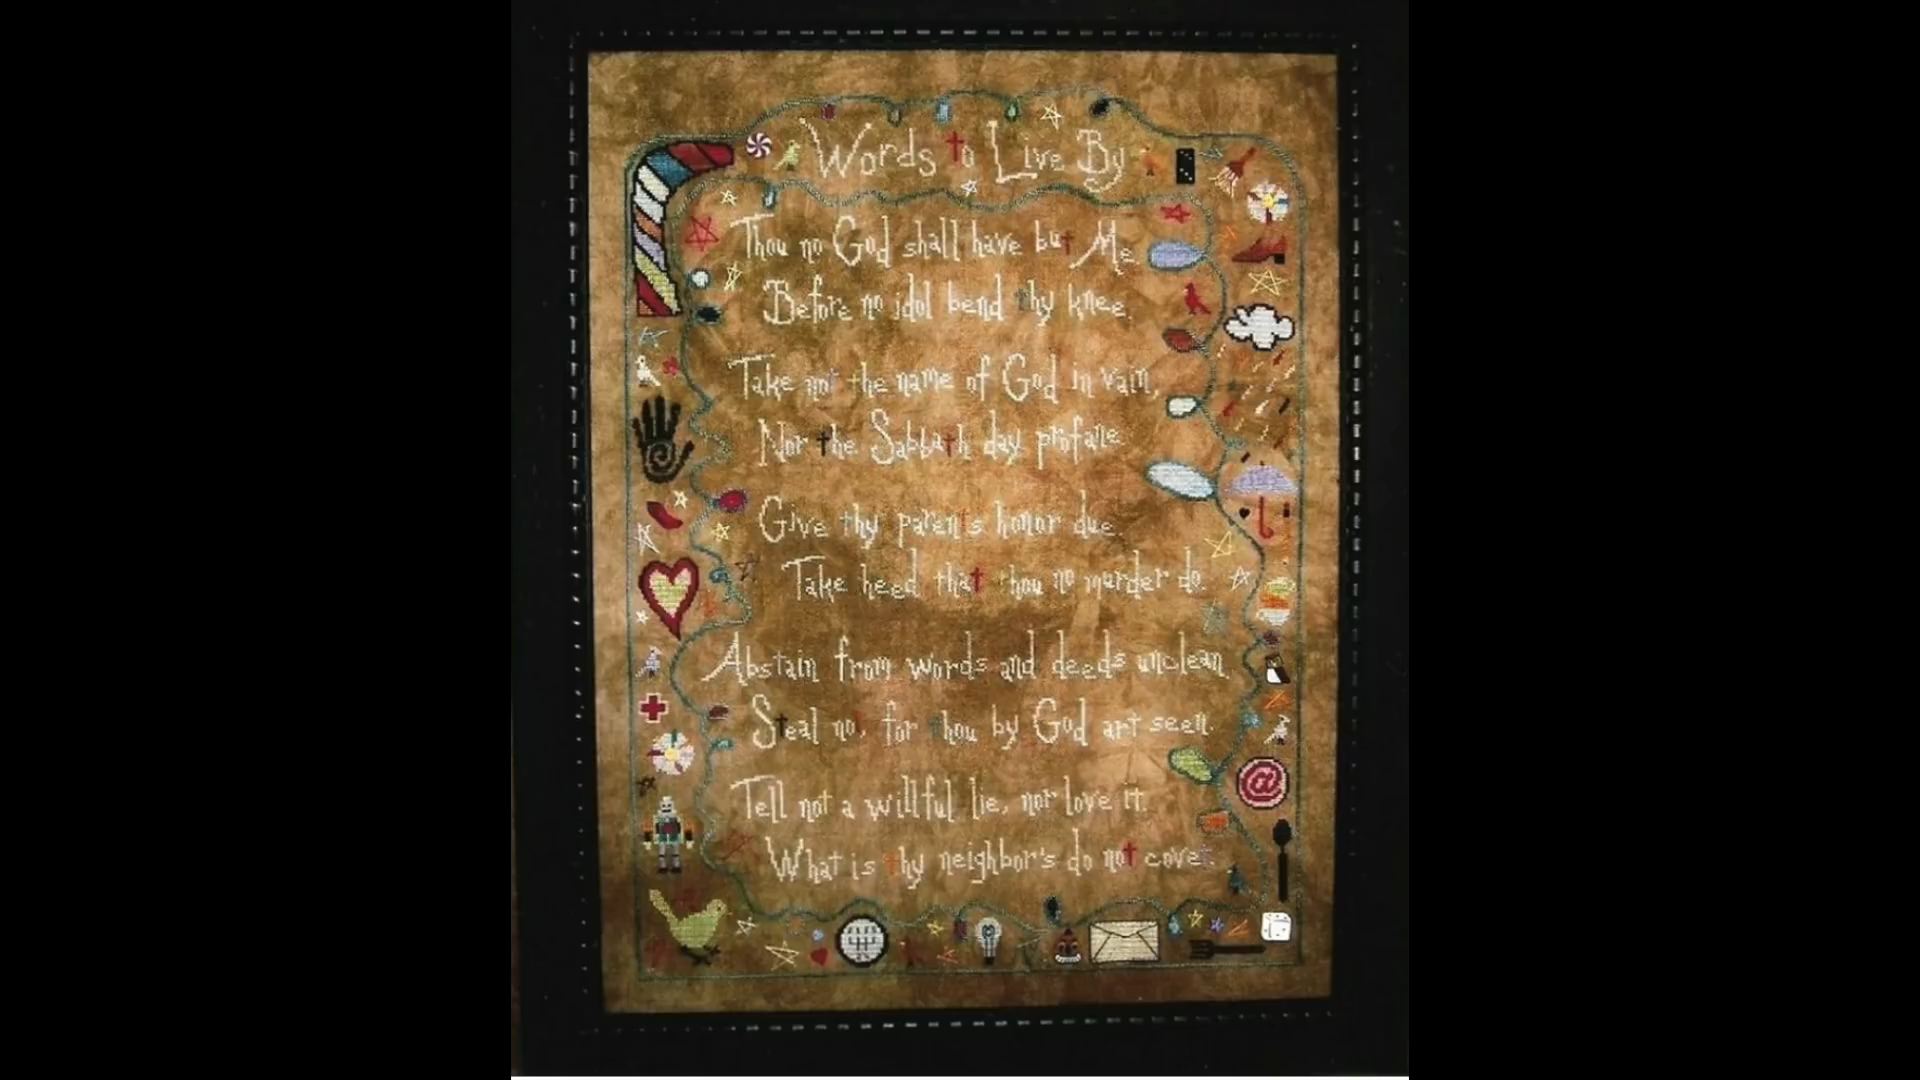 Words to Live By
Thou no God shall have but Me
Before no idol bend thy knee.
Take not the name of God in vain,
Nor the Sabbath day profane.
Give thy parents honor due.
Take heed that thou no murder do.
Abstain from words and deeds unclean,
Steal not, for thou by God art seen.
Tell not a willful lie, nor love it.
What is thy neighbor's do not covet.
@